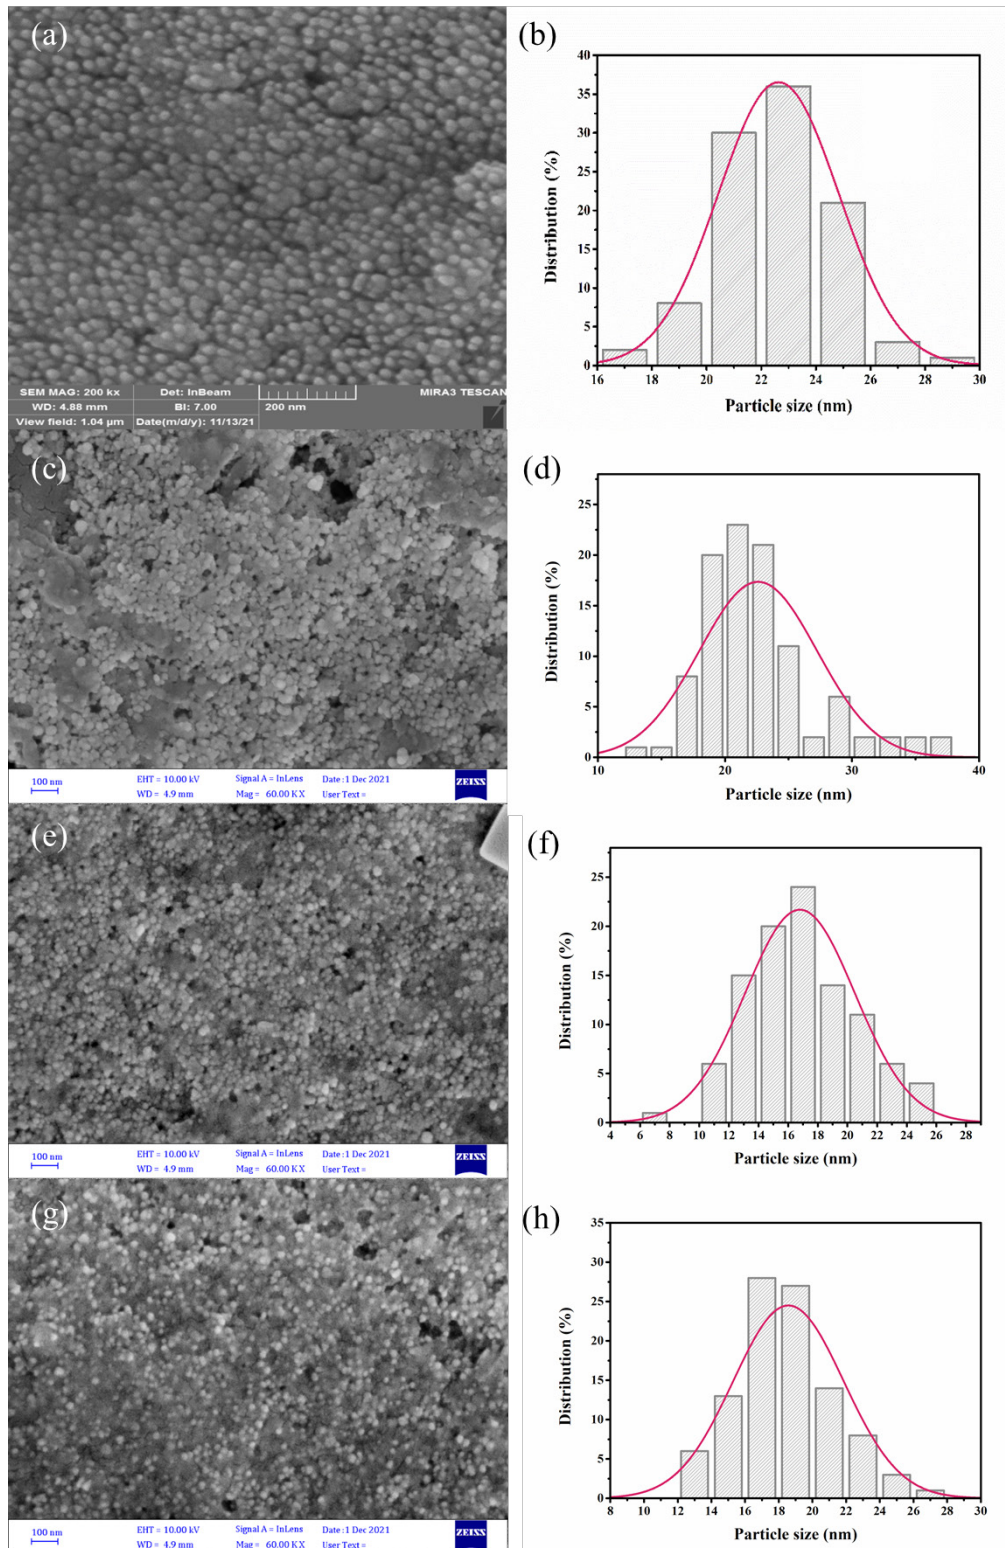 (a)
SEM MAG: 200 kx
Det: InBeam
MIRA3 TESCAN
WD: 4.88 mm
BI: 7.00
200 nm
View field: 1.04 µm
Date(m/d/y): 11/13/21
(b)
40
35
30
25
20
15
10
5
0
Distribution (%)
16 18 20 22 24 26 28 30
Particle size (nm)
(c)
100 nm
EHT = 10.00 kV
Signal A = InLens
Date :1 Dec 2021
WD = 4.9 mm
Mag = 60.00 KX
User Text =
ZEISS
(d)
25
20
15
10
5
0
Distribution (%)
10 20 30 40
Particle size (nm)
(e)
100 nm
EHT = 10.00 kV
Signal A = InLens
Date :1 Dec 2021
WD = 4.9 mm
Mag = 60.00 KX
User Text =
ZEISS
(f)
25
20
15
10
5
0
Distribution (%)
4 6 8 10 12 14 16 18 20 22 24 26 28
Particle size (nm)
(g)
100 nm
EHT = 10.00 kV
Signal A = InLens
Date :1 Dec 2021
WD = 4.9 mm
Mag = 60.00 KX
User Text =
ZEISS
(h)
35
30
25
20
15
10
5
0
Distribution (%)
8 10 12 14 16 18 20 22 24 26 28 30
Particle size (nm)